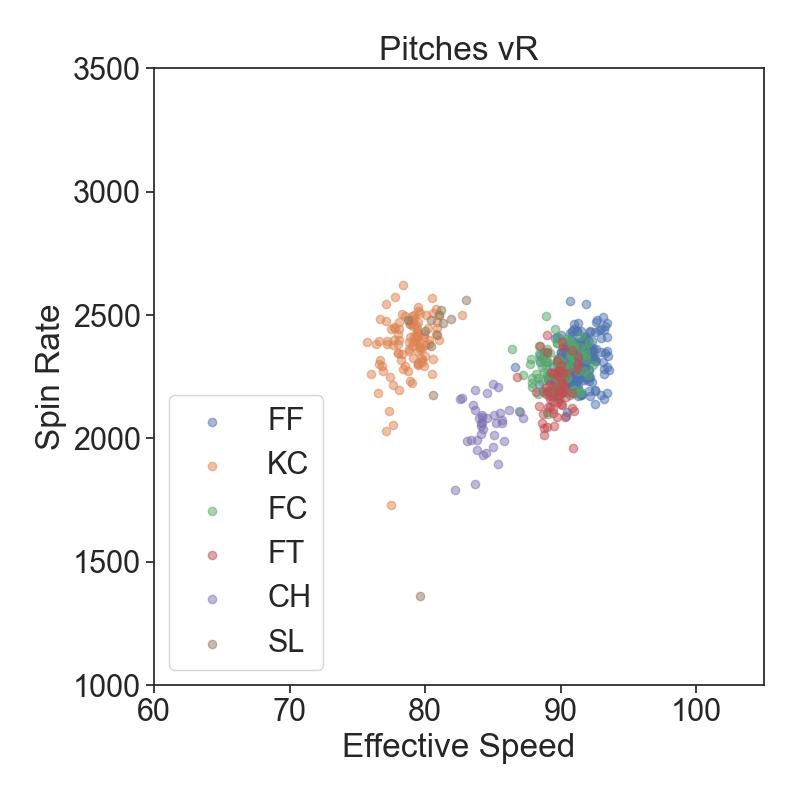 Pitches vR
3500
3000
2500
2000
1500
1000
Spin Rate
FF
KC
FC
FT
CH
SL
60 70 80 90 100
Effective Speed